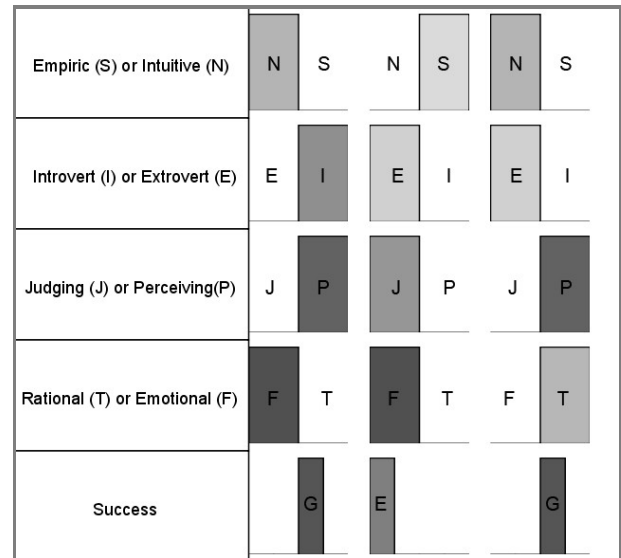 Empiric (S) or Intuitive (N) N S N S N S
Introvert (I) or Extrovert (E) E I E I E I
Judging (J) or Perceiving(P) J P J P J P
Rational (T) or Emotional (F) F T F T F T
Success G E G